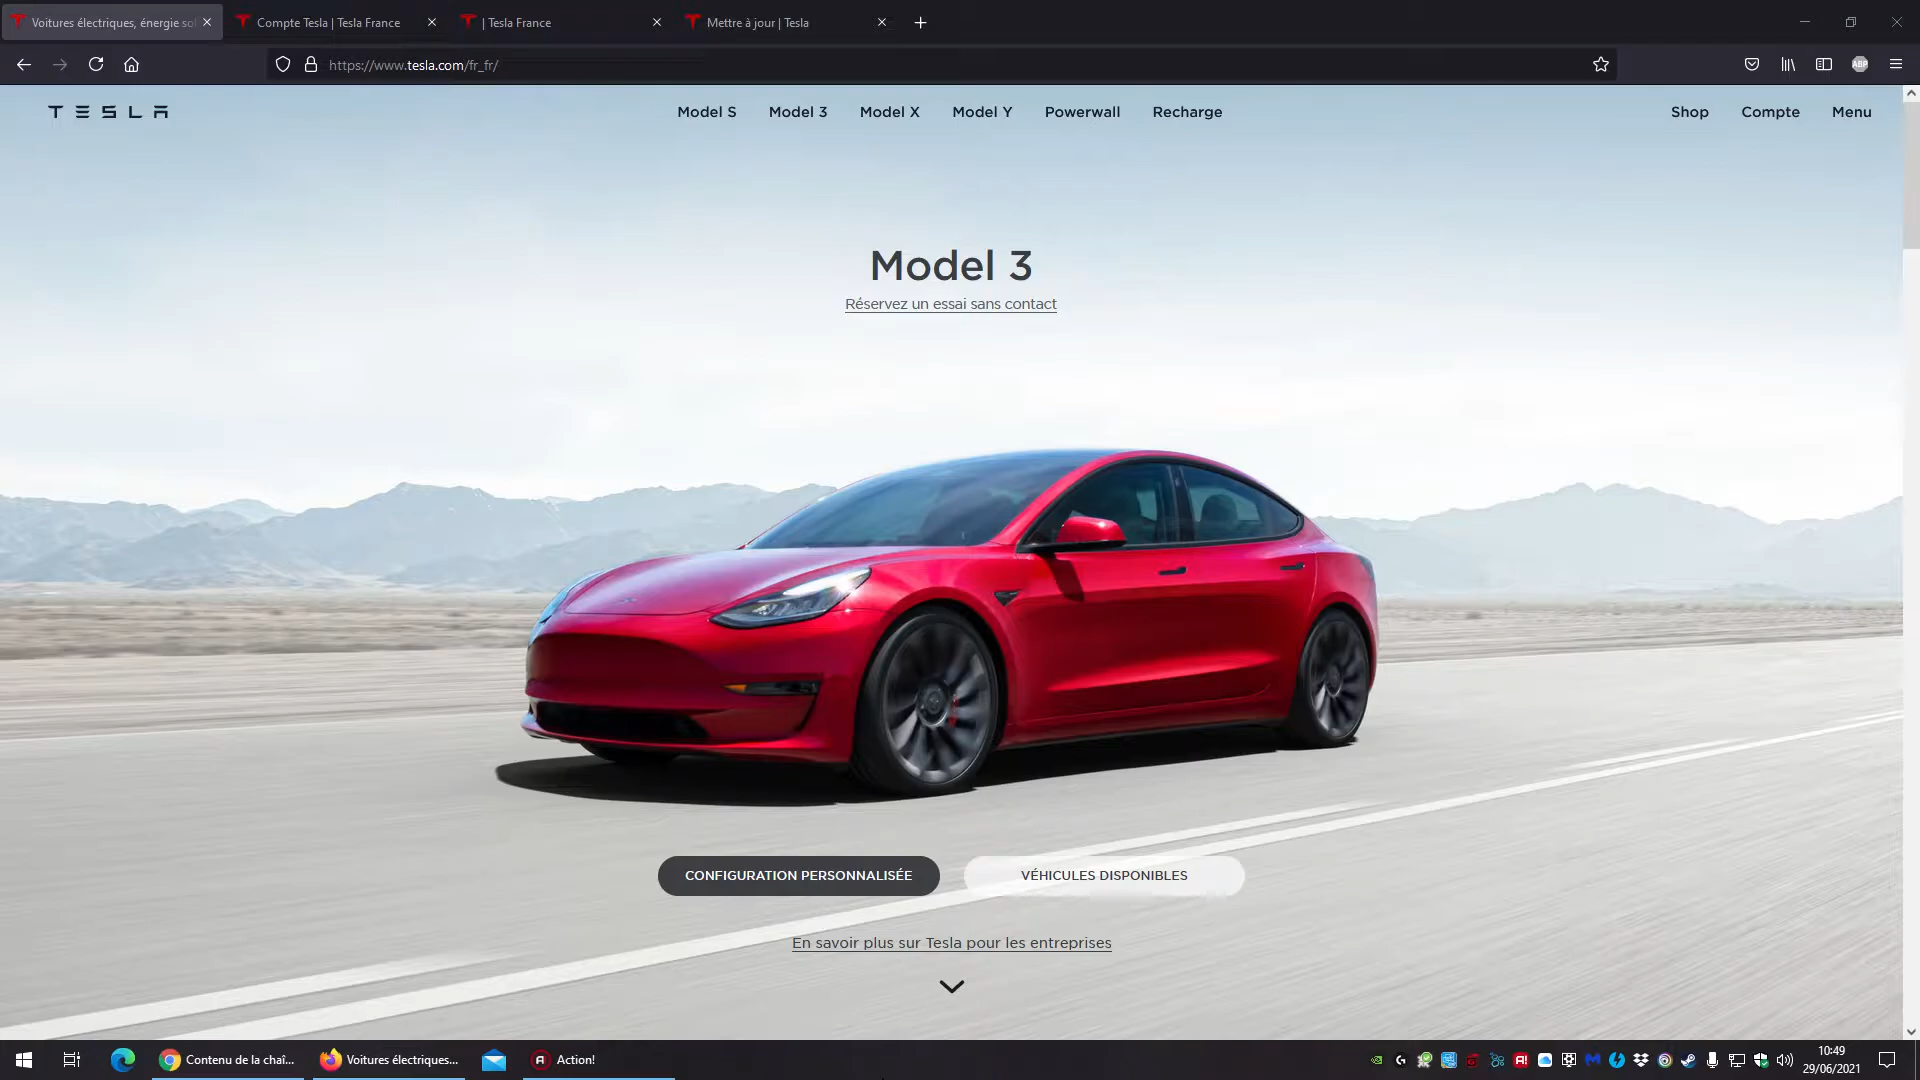 Voitures électriques, énergie so
Compte Tesla | Tesla France
| Tesla France
Mettre à jour | Tesla
https://www.tesla.com/fr_fr/
ABP
TESLA
Model S
Model 3
Model X
Model Y
Powerwall
Recharge
Shop
Compte
Menu
Model 3
Réservez un essai sans contact
CONFIGURATION PERSONNALISÉE
VÉHICULES DISPONIBLES
En savoir plus sur Tesla pour les entreprises
Contenu de la chaî...
Voitures électriques...
Action!
10:49
29/06/2021